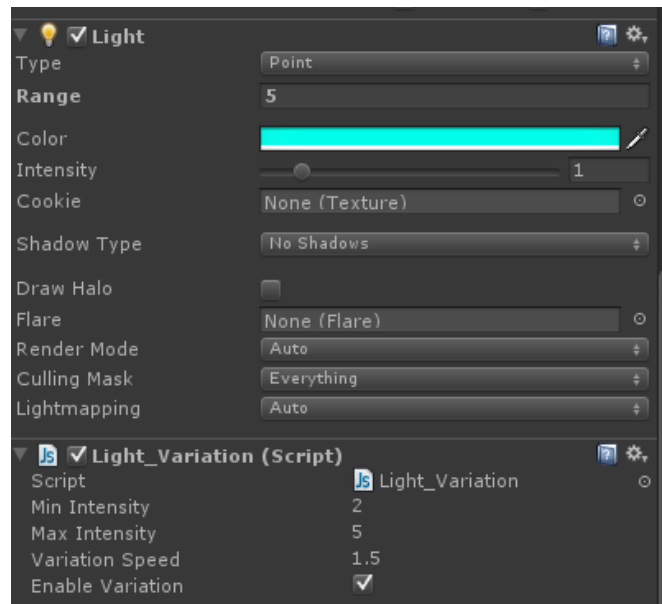 Light
Type Point
Range 5
Color
Intensity 1
Cookie None (Texture)
Shadow Type No Shadows
Draw Halo
Flare None (Flare)
Render Mode Auto
Culling Mask Everything
Lightmapping Auto
Js Light_Variation (Script)
Script Js Light_Variation
Min Intensity 2
Max Intensity 5
Variation Speed 1.5
Enable Variation